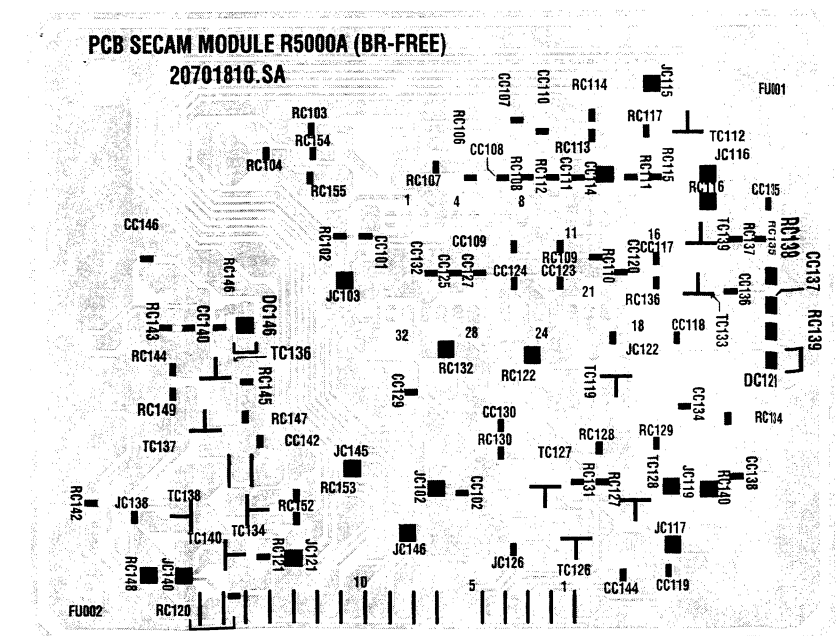 PCB SECAM MODULE R5000A (BR-FREE)
20701810.SA
JC115
FU001
CC107
CC110
RC114
RC103
RC106
RC117
TC112
RC154
CC108
RC113
JC116
RC104
RC155
RC107
RC108
RC112
CC111
CC114
RC111
RC115
RC116
CC135
1
4
8
CC146
RC102
CC101
CC109
11
16
TC139
RC137
RC135
RC138
CC137
RC146
CC132
CC125
CC127
RC109
RC110
CC120
CC117
JC103
CC124
CC123
21
RC136
CC136
RC143
CC140
DC146
TC133
RC139
32
28
24
18
CC118
JC122
TC136
RC144
RC132
RC122
DC121
RC145
CC129
TC119
RC149
CC134
RC147
CC130
RC134
TC137
CC142
RC130
RC128
RC129
JC145
TC127
TC128
RC153
JC102
RC131
RC127
JC119
RC140
CC138
RC142
JC138
TC138
RC152
CC102
TC134
TC140
JC146
JC117
RC121
JC121
JC126
TC126
RC148
JC140
10
5
1
CC144
CC119
FU002
RC120